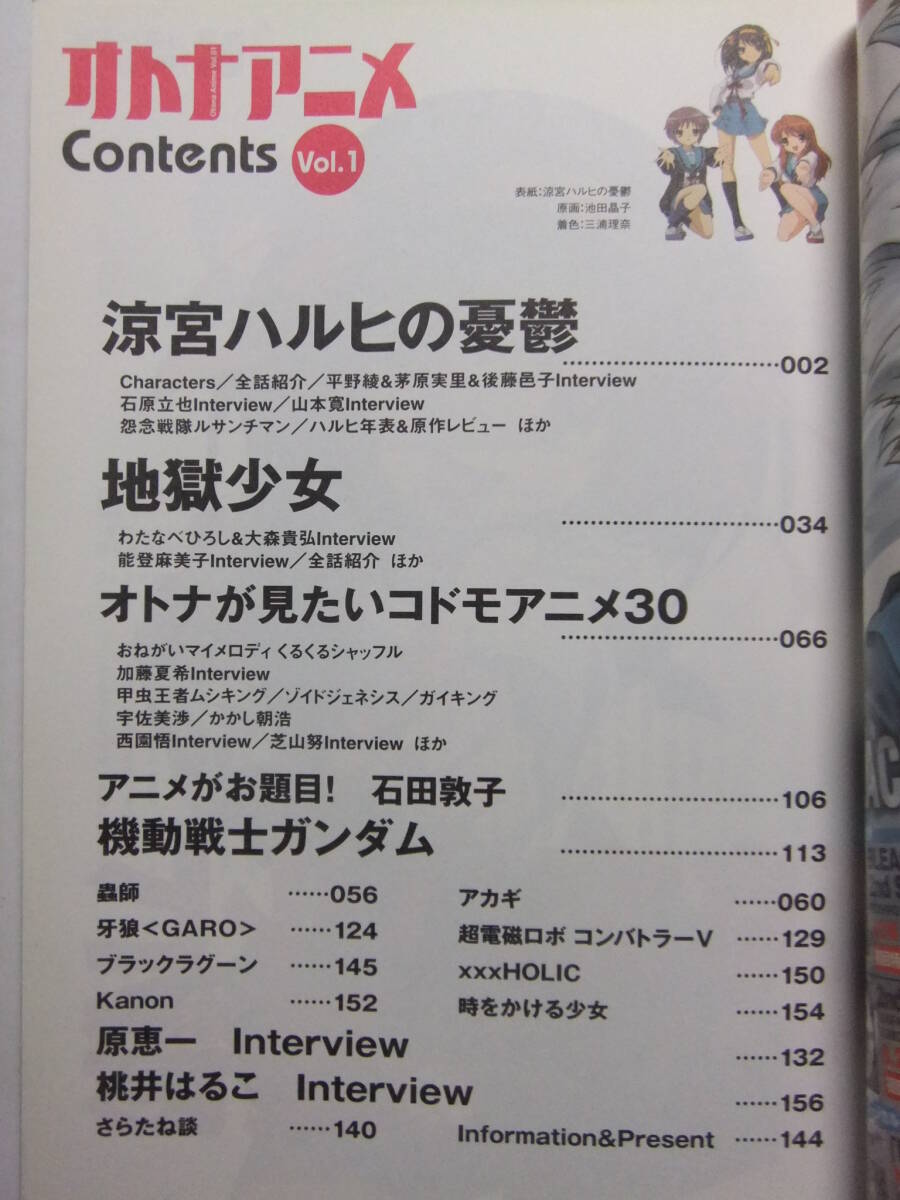 オトナアニメ
Otona Anime Vol.01
Contents Vol.1
表紙:涼宮ハルヒの憂鬱
原画:池田晶子
着色:三浦理奈
涼宮ハルヒの憂鬱 ……………………… 002
Characters／全話紹介／平野綾&茅原実里&後藤邑子Interview
石原立也Interview／山本寛Interview
怨念戦隊ルサンチマン／ハルヒ年表&原作レビュー ほか
地獄少女 ……………………… 034
わたなべひろし&大森貴弘Interview
能登麻美子Interview／全話紹介 ほか
オトナが見たいコドモアニメ30 ……………………… 066
おねがいマイメロディ くるくるシャッフル
加藤夏希Interview
甲虫王者ムシキング／ゾイドジェネシス／ガイキング
宇佐美渉／かかし朝浩
西園悟Interview／芝山努Interview ほか
アニメがお題目! 石田敦子 ……………………… 106
機動戦士ガンダム ……………………… 113
蟲師 ……056
アカギ ……060
牙狼<GARO> ……124
超電磁ロボ コンバトラーV ……129
ブラックラグーン ……145
xxxHOLIC ……150
Kanon ……152
時をかける少女 ……154
原恵一 Interview ……132
桃井はるこ Interview ……156
さらたね談 ……140
Information&Present ……144